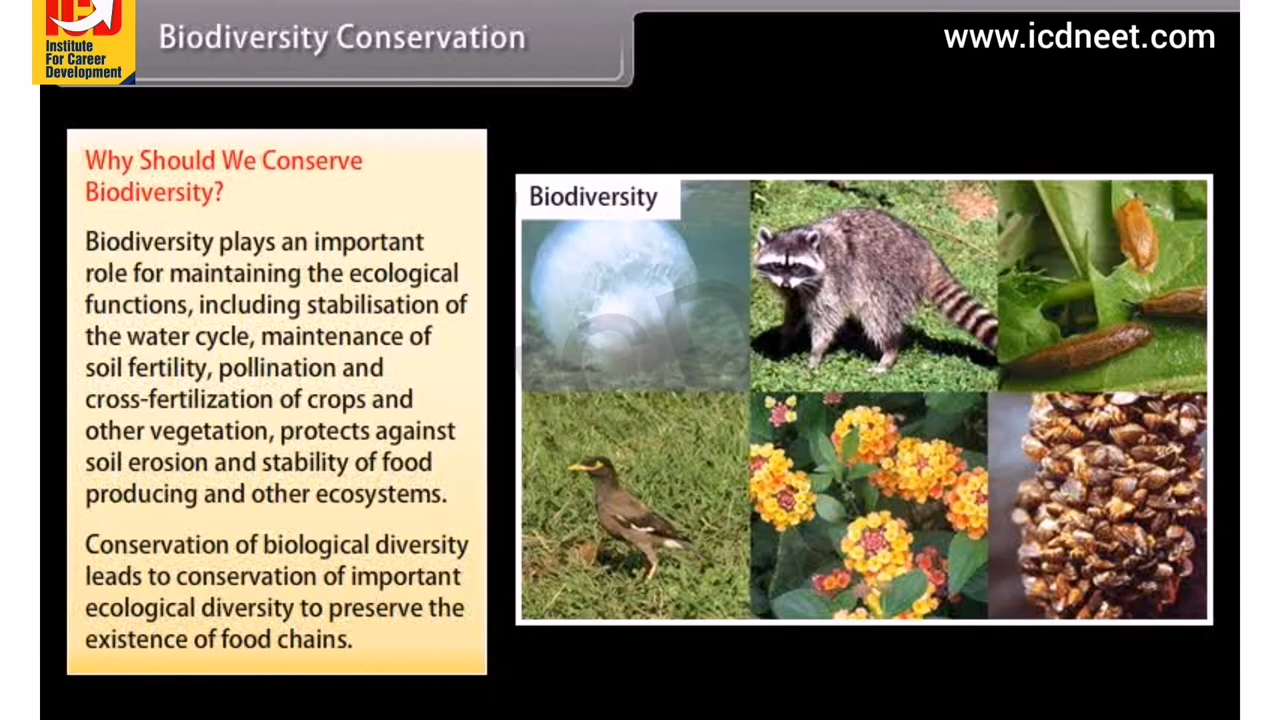 Institute
For Career
Development
Biodiversity Conservation
www.icdneet.com
Why Should We Conserve
Biodiversity?
Biodiversity plays an important
role for maintaining the ecological
functions, including stabilisation of
the water cycle, maintenance of
soil fertility, pollination and
cross-fertilization of crops and
other vegetation, protects against
soil erosion and stability of food
producing and other ecosystems.
Conservation of biological diversity
leads to conservation of important
ecological diversity to preserve the
existence of food chains.
Biodiversity